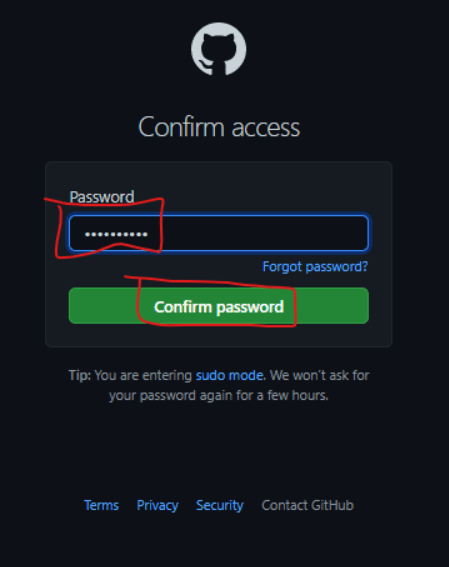 Confirm access
Password
••••••••••
Forgot password?
Confirm password
Tip: You are entering sudo mode. We won't ask for
your password again for a few hours.
Terms Privacy Security Contact GitHub